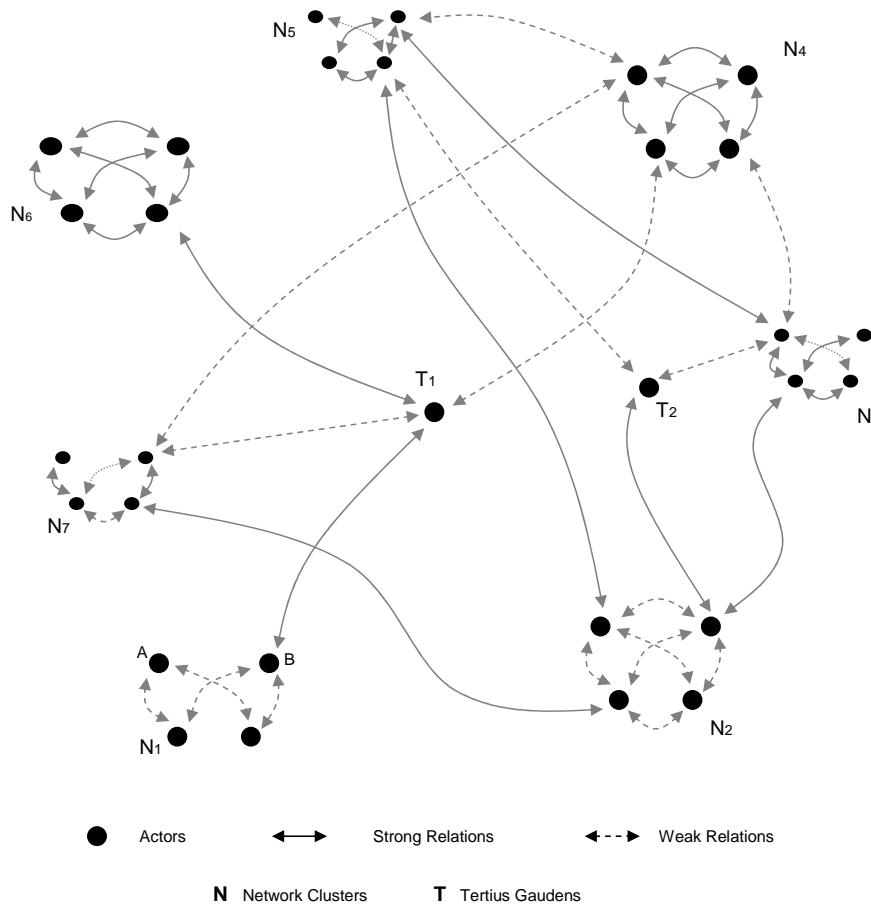 N5
N4
N6
T1
T2
N
N7
A
B
N1
N2
Actors
Strong Relations
Weak Relations
N Network Clusters
T Tertius Gaudens